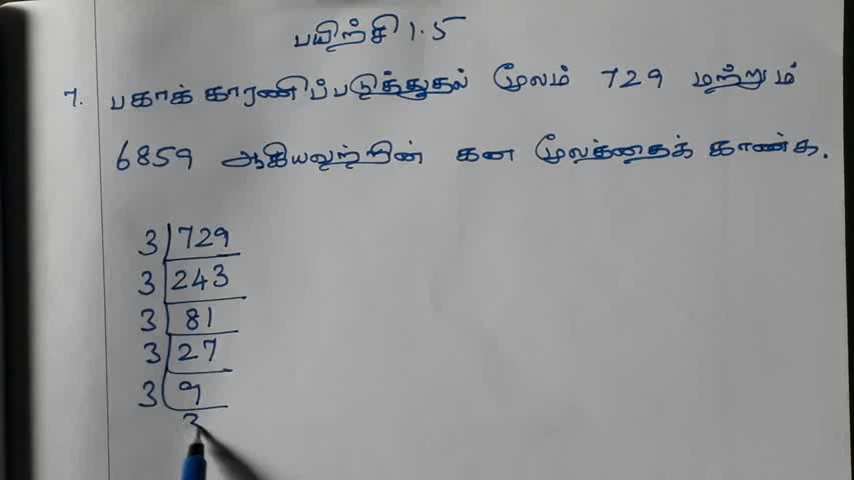 பயிற்சி 1.5
7. பகாக் காரணிப்படுத்துதல் மூலம் 729 மற்றும்
6859 ஆகியவற்றின் கன மூலத்தைக் காண்க.
3 729
3 243
3 81
3 27
3 9
3